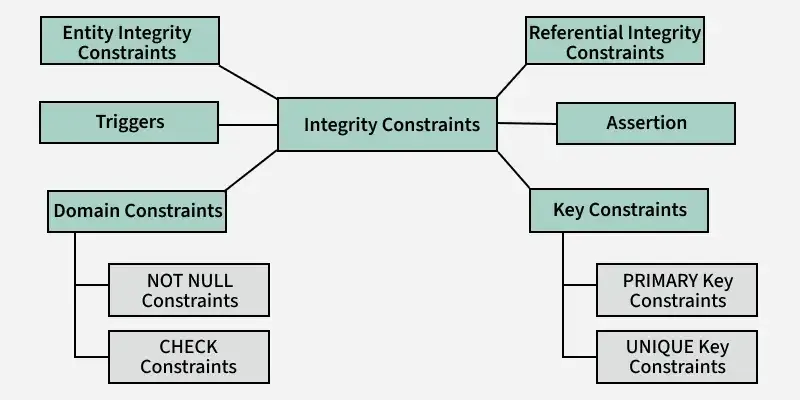 Entity Integrity
Constraints
Referential Integrity
Constraints
Triggers
Integrity Constraints
Assertion
Domain Constraints
Key Constraints
NOT NULL
Constraints
PRIMARY Key
Constraints
CHECK
Constraints
UNIQUE Key
Constraints